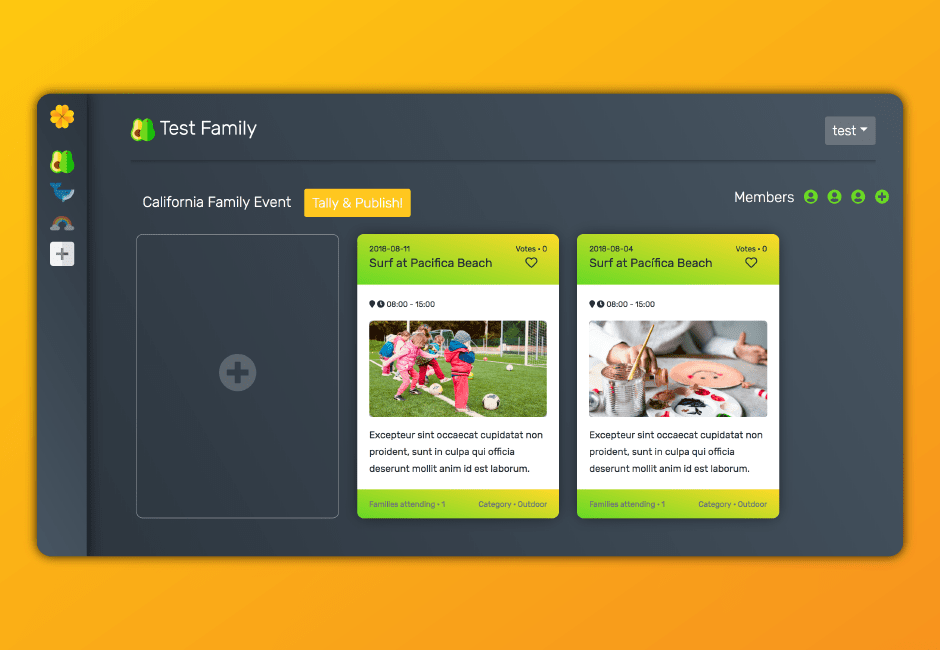 Test Family
test
California Family Event
Tally & Publish!
Members
2018-08-11
Votes • 0
Surf at Pacifica Beach
08:00 - 15:00
Excepteur sint occaecat cupidatat non
proident, sunt in culpa qui officia
deserunt mollit anim id est laborum.
Families attending • 1
Category • Outdoor
2018-08-04
Votes • 0
Surf at Pacífica Beach
08:00 - 15:00
Excepteur sint occaecat cupidatat non
proident, sunt in culpa qui officia
deserunt mollit anim id est laborum.
Families attending • 1
Category • Outdoor